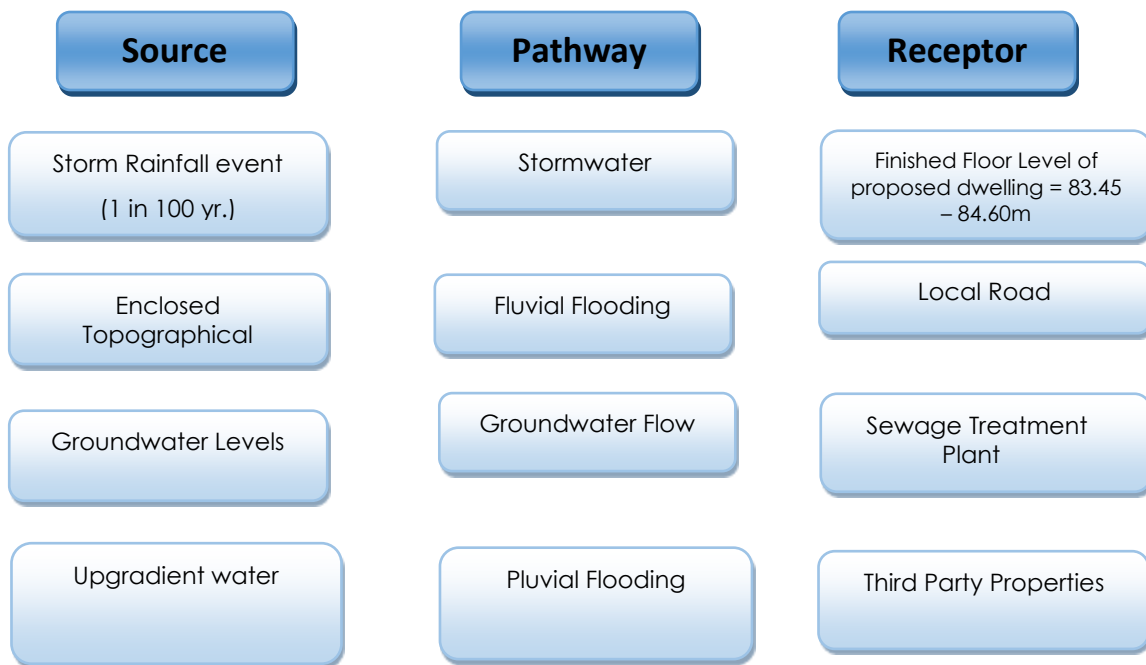 Source
Pathway
Receptor
Storm Rainfall event
(1 in 100 yr.)
Stormwater
Finished Floor Level of
proposed dwelling = 83.45
– 84.60m
Enclosed
Topographical
Fluvial Flooding
Local Road
Groundwater Levels
Groundwater Flow
Sewage Treatment
Plant
Upgradient water
Pluvial Flooding
Third Party Properties